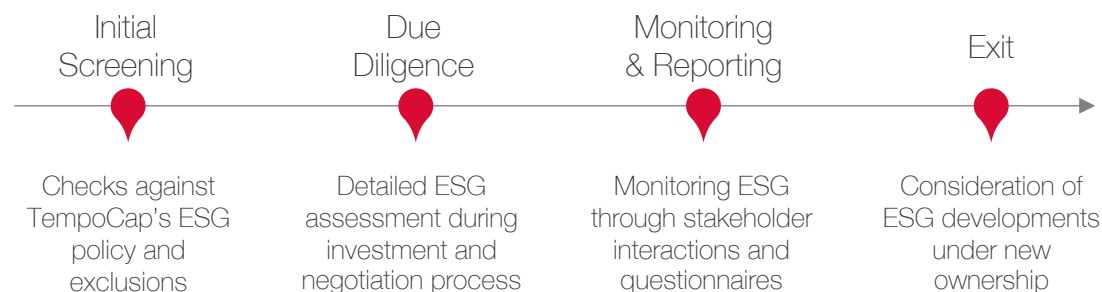 Initial
Screening
Due
Diligence
Monitoring
& Reporting
Exit
Checks against
TempoCap's ESG
policy and
exclusions
Detailed ESG
assessment during
investment and
negotiation process
Monitoring ESG
through stakeholder
interactions and
questionnaires
Consideration of
ESG developments
under new
ownership